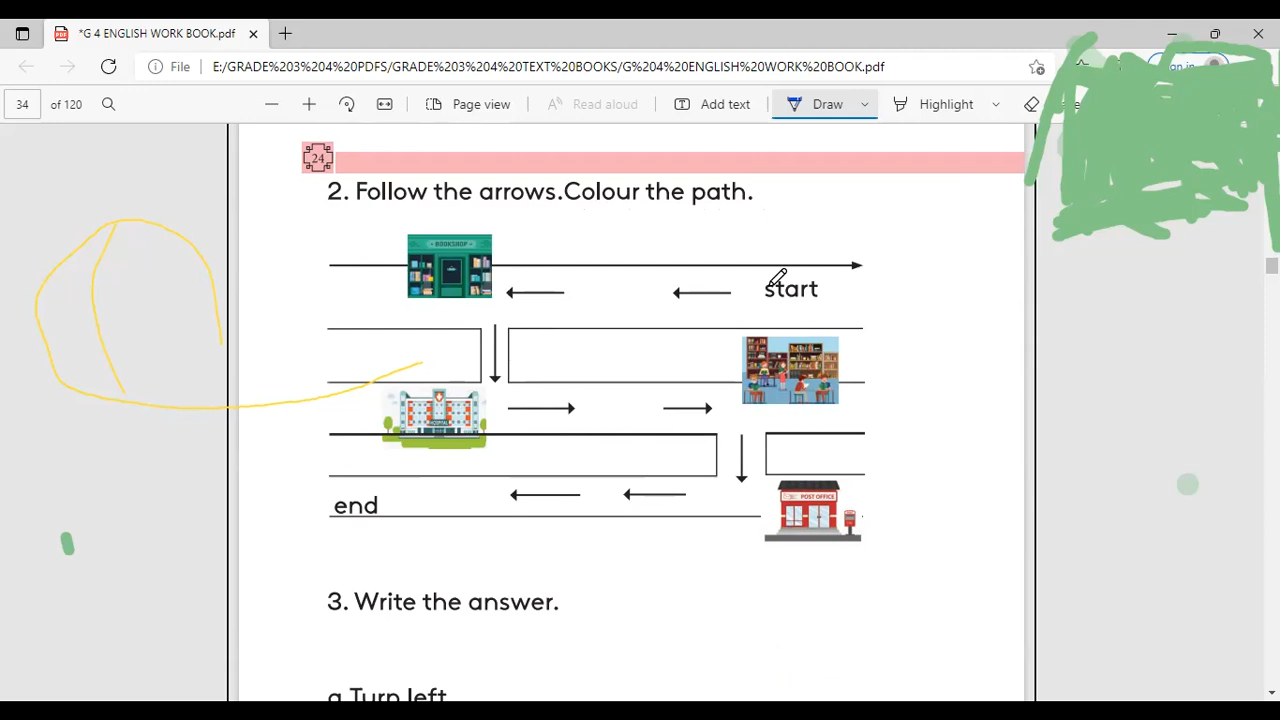 *G 4 ENGLISH WORK BOOK.pdf
File E:/GRADE%203%204%20PDFS/GRADE%204%20TEXT%20BOOKS/G%204%20ENGLISH%20WORK%20BOOK.pdf
34 of 120 Page view Read aloud Add text Draw Highlight
24
2. Follow the arrows.Colour the path.
BOOKSHOP
start
HOSPITAL
end
POST OFFICE
3. Write the answer.
a.Turn left